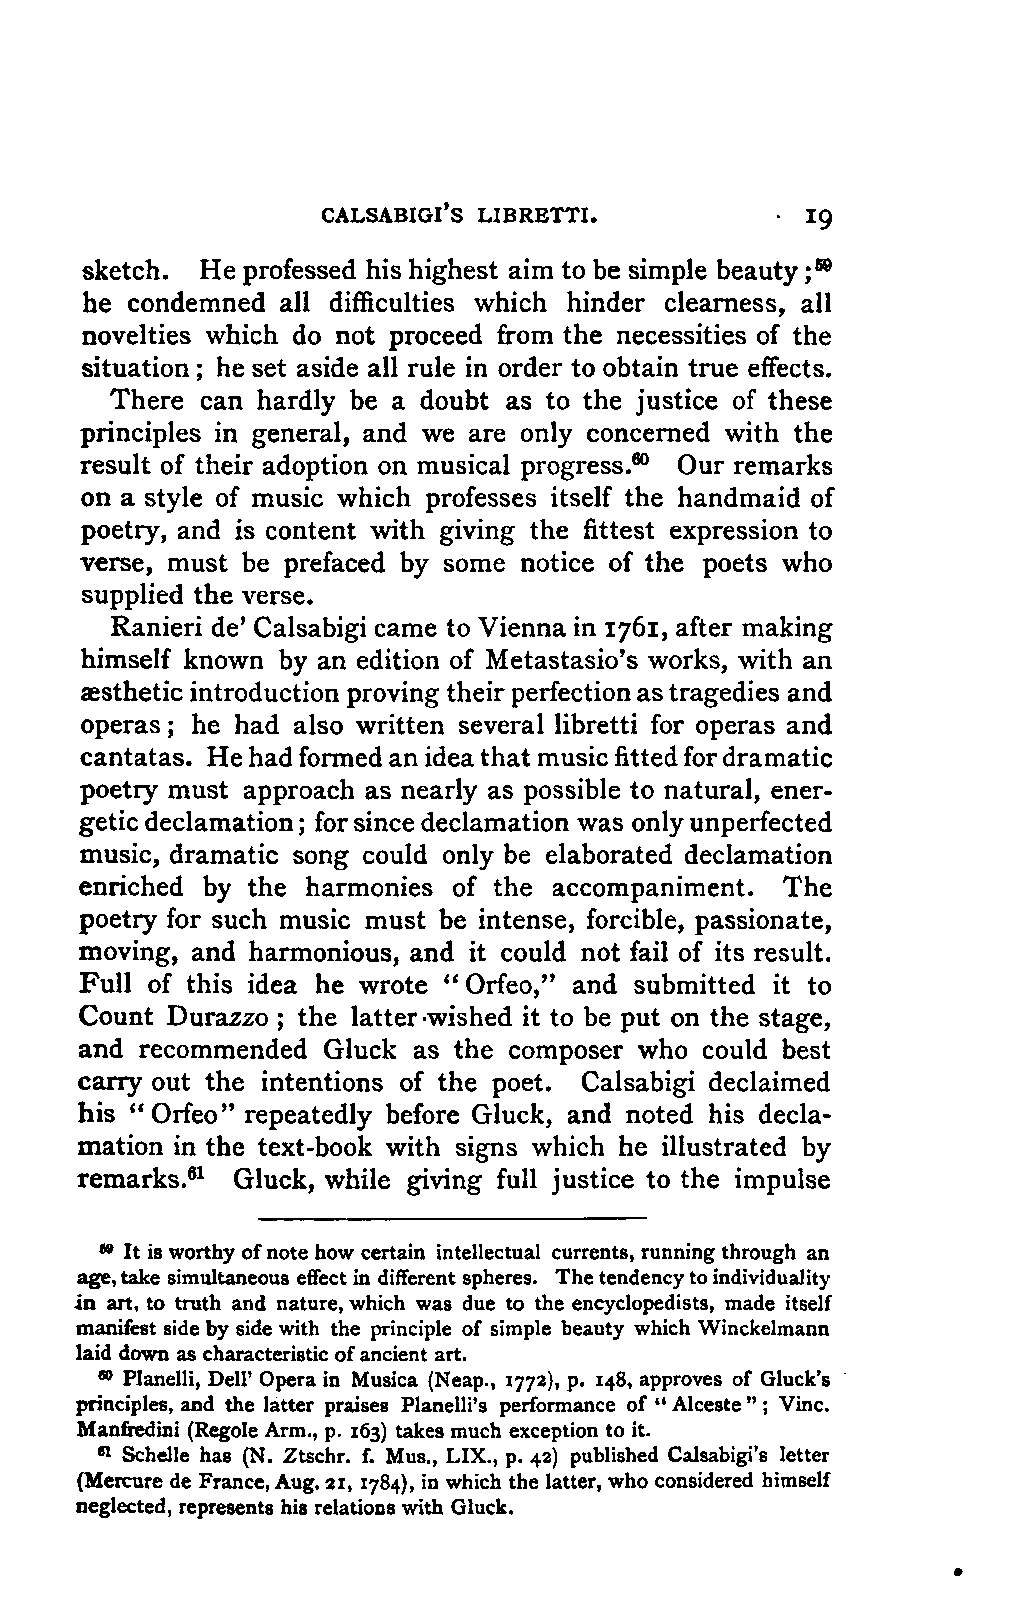 CALSABIGI'S LIBRETTI. 19
sketch. He professed his highest aim to be simple beauty;⁵⁹
he condemned all difficulties which hinder clearness, all
novelties which do not proceed from the necessities of the
situation; he set aside all rule in order to obtain true effects.
There can hardly be a doubt as to the justice of these
principles in general, and we are only concerned with the
result of their adoption on musical progress.⁶⁰ Our remarks
on a style of music which professes itself the handmaid of
poetry, and is content with giving the fittest expression to
verse, must be prefaced by some notice of the poets who
supplied the verse.
Ranieri de' Calsabigi came to Vienna in 1761, after making
himself known by an edition of Metastasio's works, with an
æsthetic introduction proving their perfection as tragedies and
operas; he had also written several libretti for operas and
cantatas. He had formed an idea that music fitted for dramatic
poetry must approach as nearly as possible to natural, ener-
getic declamation; for since declamation was only unperfected
music, dramatic song could only be elaborated declamation
enriched by the harmonies of the accompaniment. The
poetry for such music must be intense, forcible, passionate,
moving, and harmonious, and it could not fail of its result.
Full of this idea he wrote "Orfeo," and submitted it to
Count Durazzo; the latter wished it to be put on the stage,
and recommended Gluck as the composer who could best
carry out the intentions of the poet. Calsabigi declaimed
his "Orfeo" repeatedly before Gluck, and noted his decla-
mation in the text-book with signs which he illustrated by
remarks.⁶¹ Gluck, while giving full justice to the impulse
⁵⁹ It is worthy of note how certain intellectual currents, running through an
age, take simultaneous effect in different spheres. The tendency to individuality
in art, to truth and nature, which was due to the encyclopedists, made itself
manifest side by side with the principle of simple beauty which Winckelmann
laid down as characteristic of ancient art.
⁶⁰ Planelli, Dell' Opera in Musica (Neap., 1772), p. 148, approves of Gluck's
principles, and the latter praises Planelli's performance of "Alceste"; Vinc.
Manfredini (Regole Arm., p. 163) takes much exception to it.
⁶¹ Schelle has (N. Ztschr. f. Mus., LIX., p. 42) published Calsabigi's letter
(Mercure de France, Aug. 21, 1784), in which the latter, who considered himself
neglected, represents his relations with Gluck.